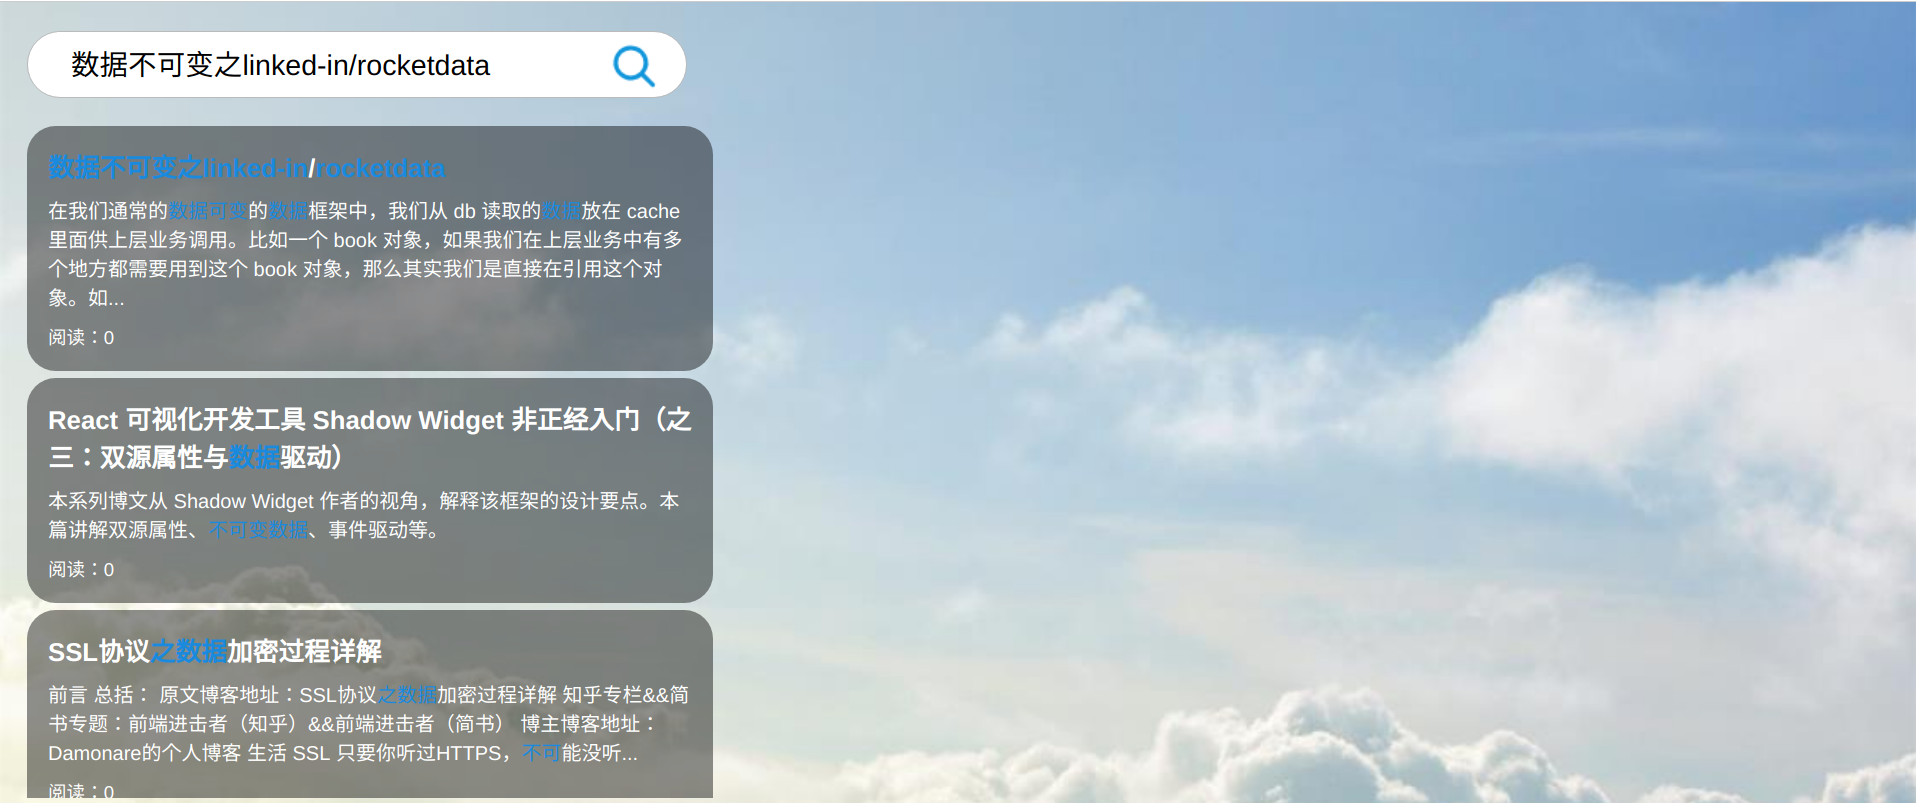 数据不可变之linked-in/rocketdata
数据不可变之linked-in/rocketdata
在我们通常的数据可变的数据框架中，我们从 db 读取的数据放在 cache
里面供上层业务调用。比如一个 book 对象，如果我们在上层业务中有多
个地方都需要用到这个 book 对象，那么其实我们是直接在引用这个对
象。如...
阅读：0
React 可视化开发工具 Shadow Widget 非正经入门（之
三：双源属性与数据驱动）
本系列博文从 Shadow Widget 作者的视角，解释该框架的设计要点。本
篇讲解双源属性、不可变数据、事件驱动等。
阅读：0
SSL协议之数据加密过程详解
前言 总括： 原文博客地址：SSL协议之数据加密过程详解 知乎专栏&&简
书专题：前端进击者（知乎）&&前端进击者（简书） 博主博客地址：
Damonare的个人博客 生活 SSL 只要你听过HTTPS，不可能没听...
阅读：0